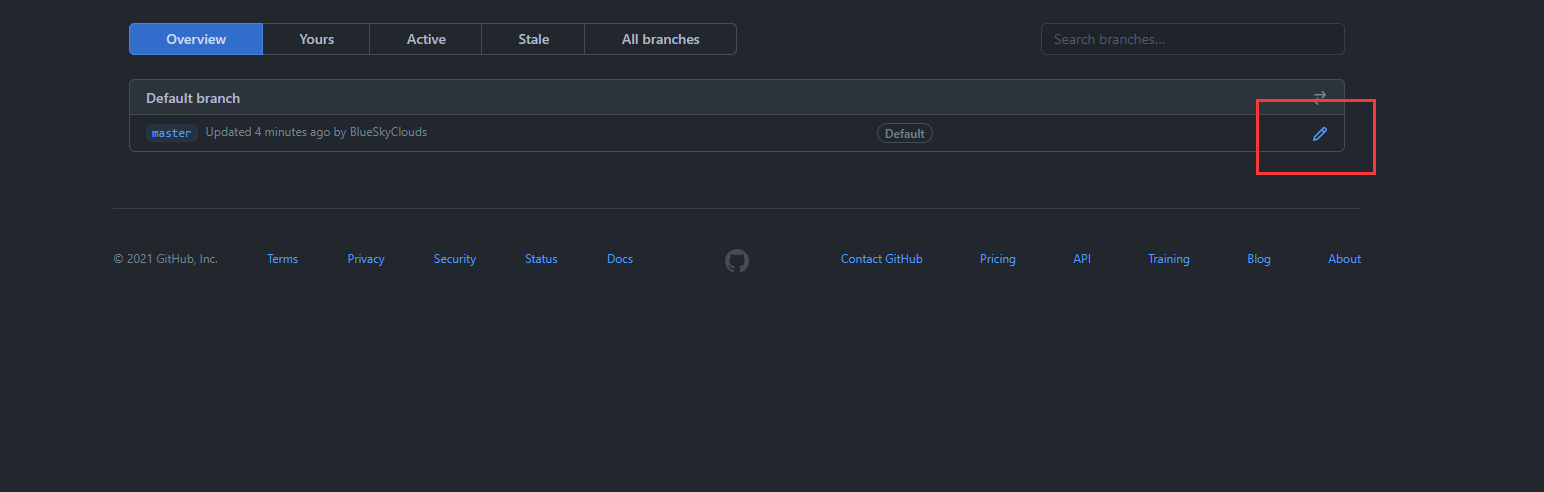 Overview Yours Active Stale All branches Search branches...
Default branch
master Updated 4 minutes ago by BlueSkyClouds Default
© 2021 GitHub, Inc. Terms Privacy Security Status Docs Contact GitHub Pricing API Training Blog About